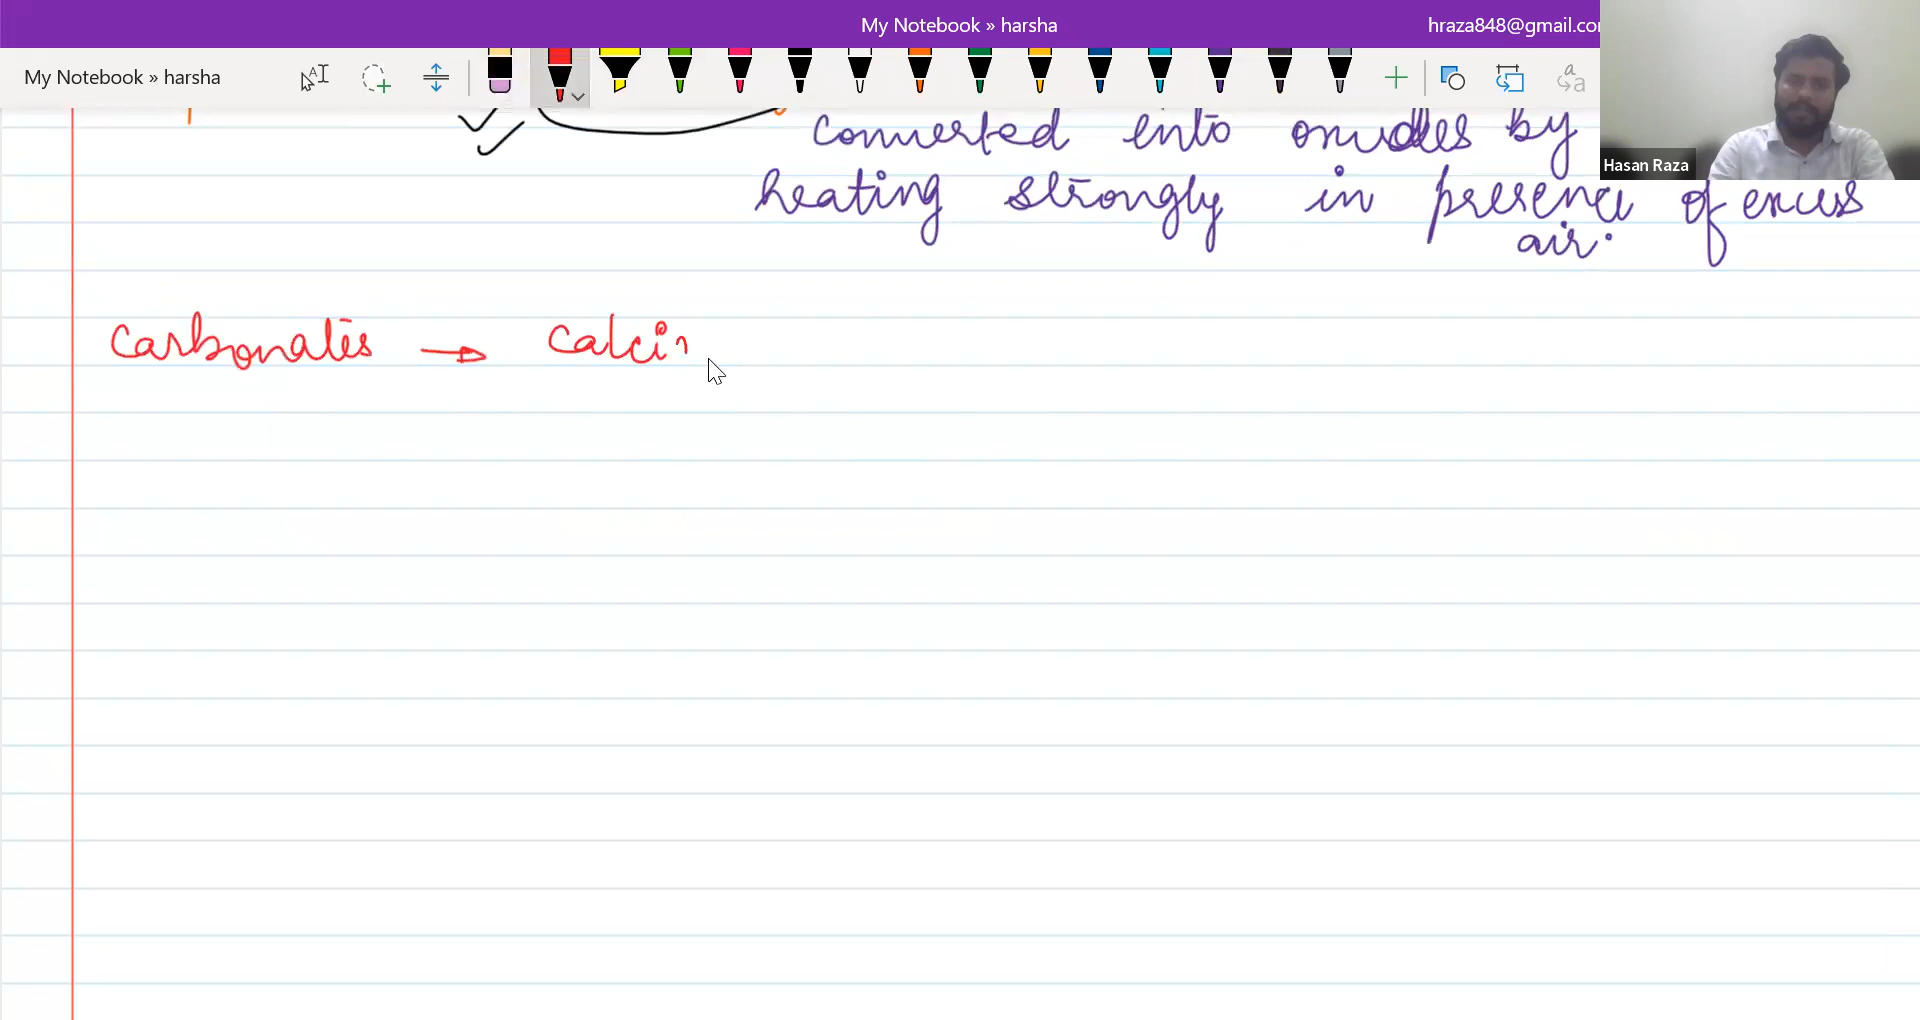 My Notebook » harsha
hraza848@gmail.co
My Notebook » harsha
Hasan Raza
converted into oxides by
heating strongly in presence of excess
air.
Carbonates → Calcin